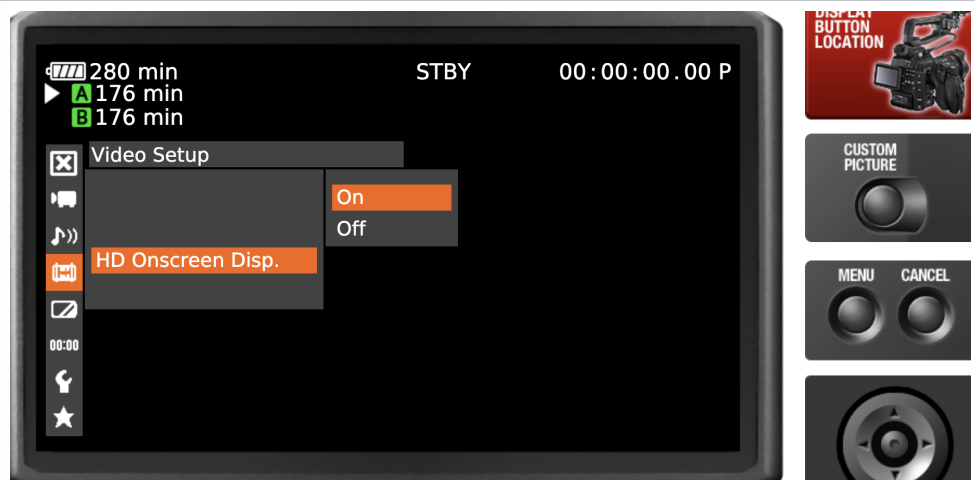 280 min
STBY
00:00:00.00 P
A 176 min
B 176 min
Video Setup
On
Off
HD Onscreen Disp.
00:00
DISPLAY
BUTTON
LOCATION
CUSTOM
PICTURE
MENU
CANCEL